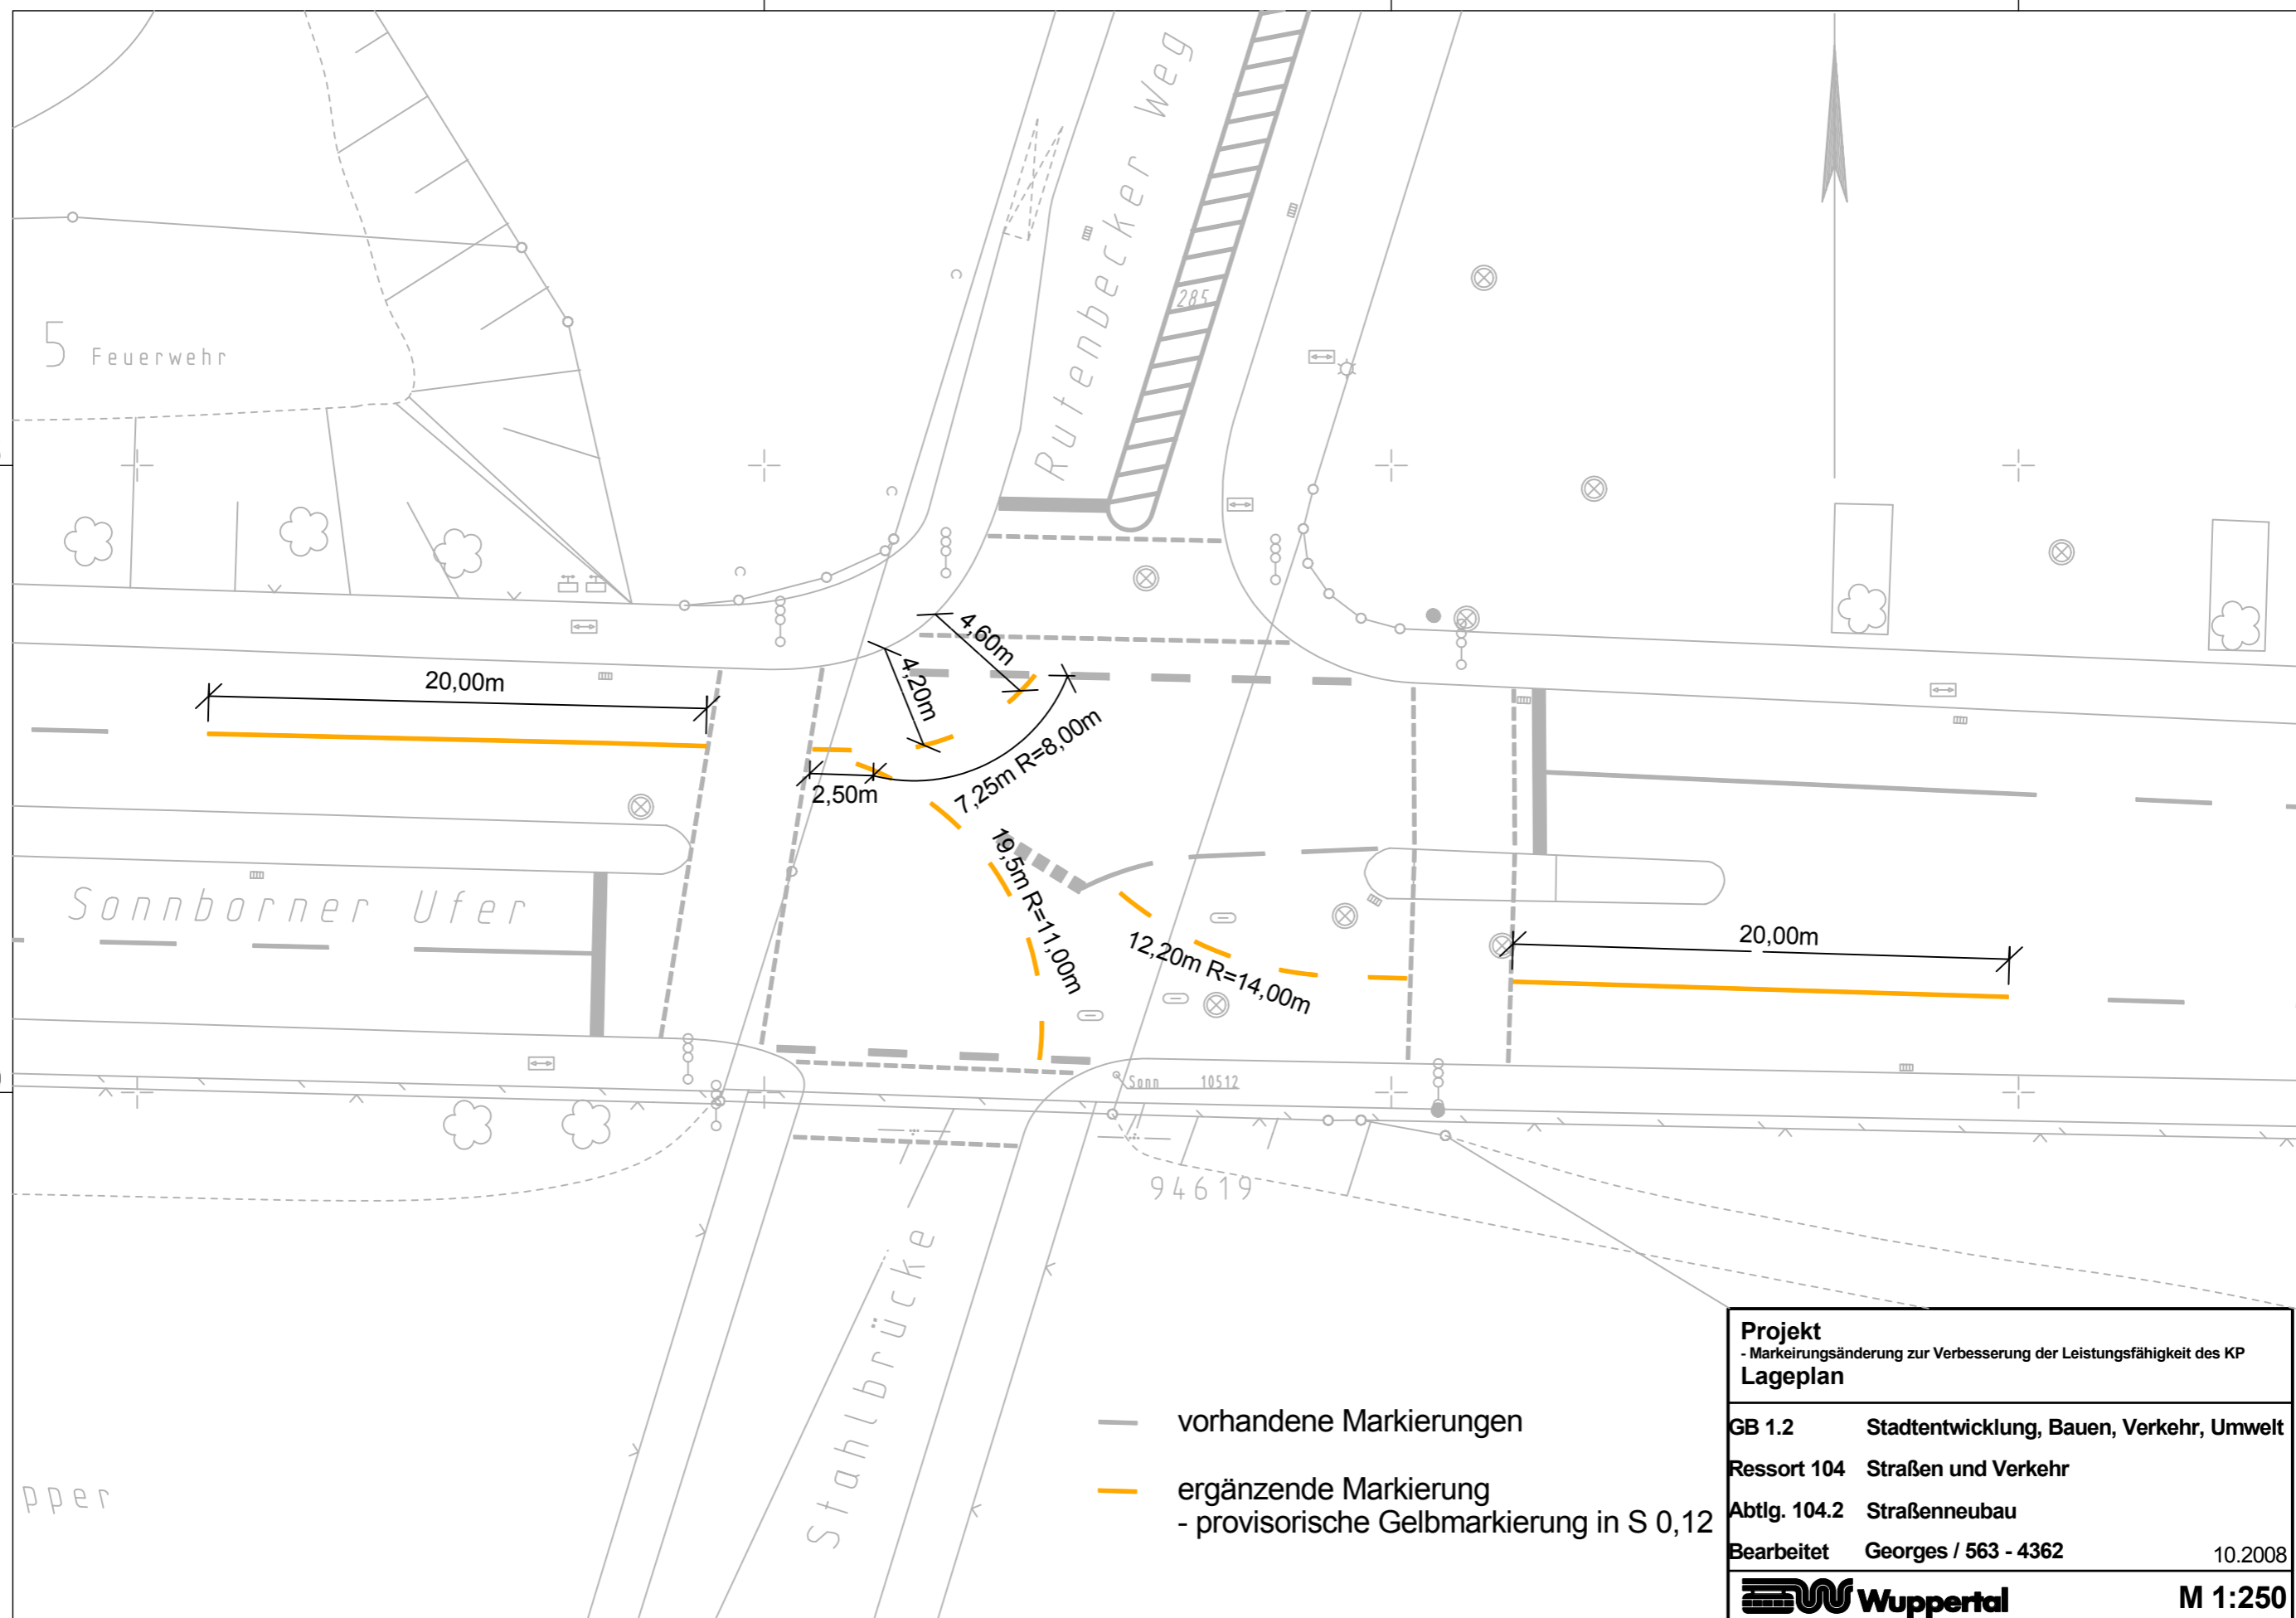 Rutenbecker Weg
285
5 Feuerwehr
4,60m
4,20m
20,00m
2,50m
7,25m R=8,00m
19,5m R=11,00m
12,20m R=14,00m
20,00m
Sonnborner Ufer
Sonn 10512
94619
Stahlbrücke
pper
vorhandene Markierungen
ergänzende Markierung
- provisorische Gelbmarkierung in S 0,12
Projekt
- Markeirungsänderung zur Verbesserung der Leistungsfähigkeit des KP
Lageplan
GB 1.2 Stadtentwicklung, Bauen, Verkehr, Umwelt
Ressort 104 Straßen und Verkehr
Abtlg. 104.2 Straßenneubau
Bearbeitet Georges / 563 - 4362 10.2008
Wuppertal M 1:250